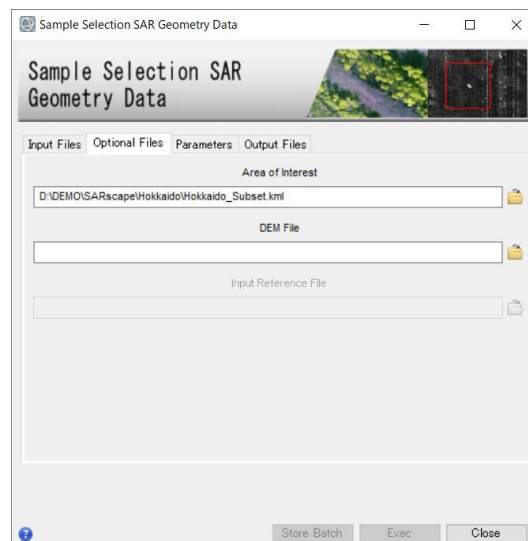 Sample Selection SAR Geometry Data
Sample Selection SAR
Geometry Data
Input Files Optional Files Parameters Output Files
Area of Interest
D:\DEMO\SARscape\Hokkaido\Hokkaido_Subset.kml
DEM File
Input Reference File
Store Batch Exec Close